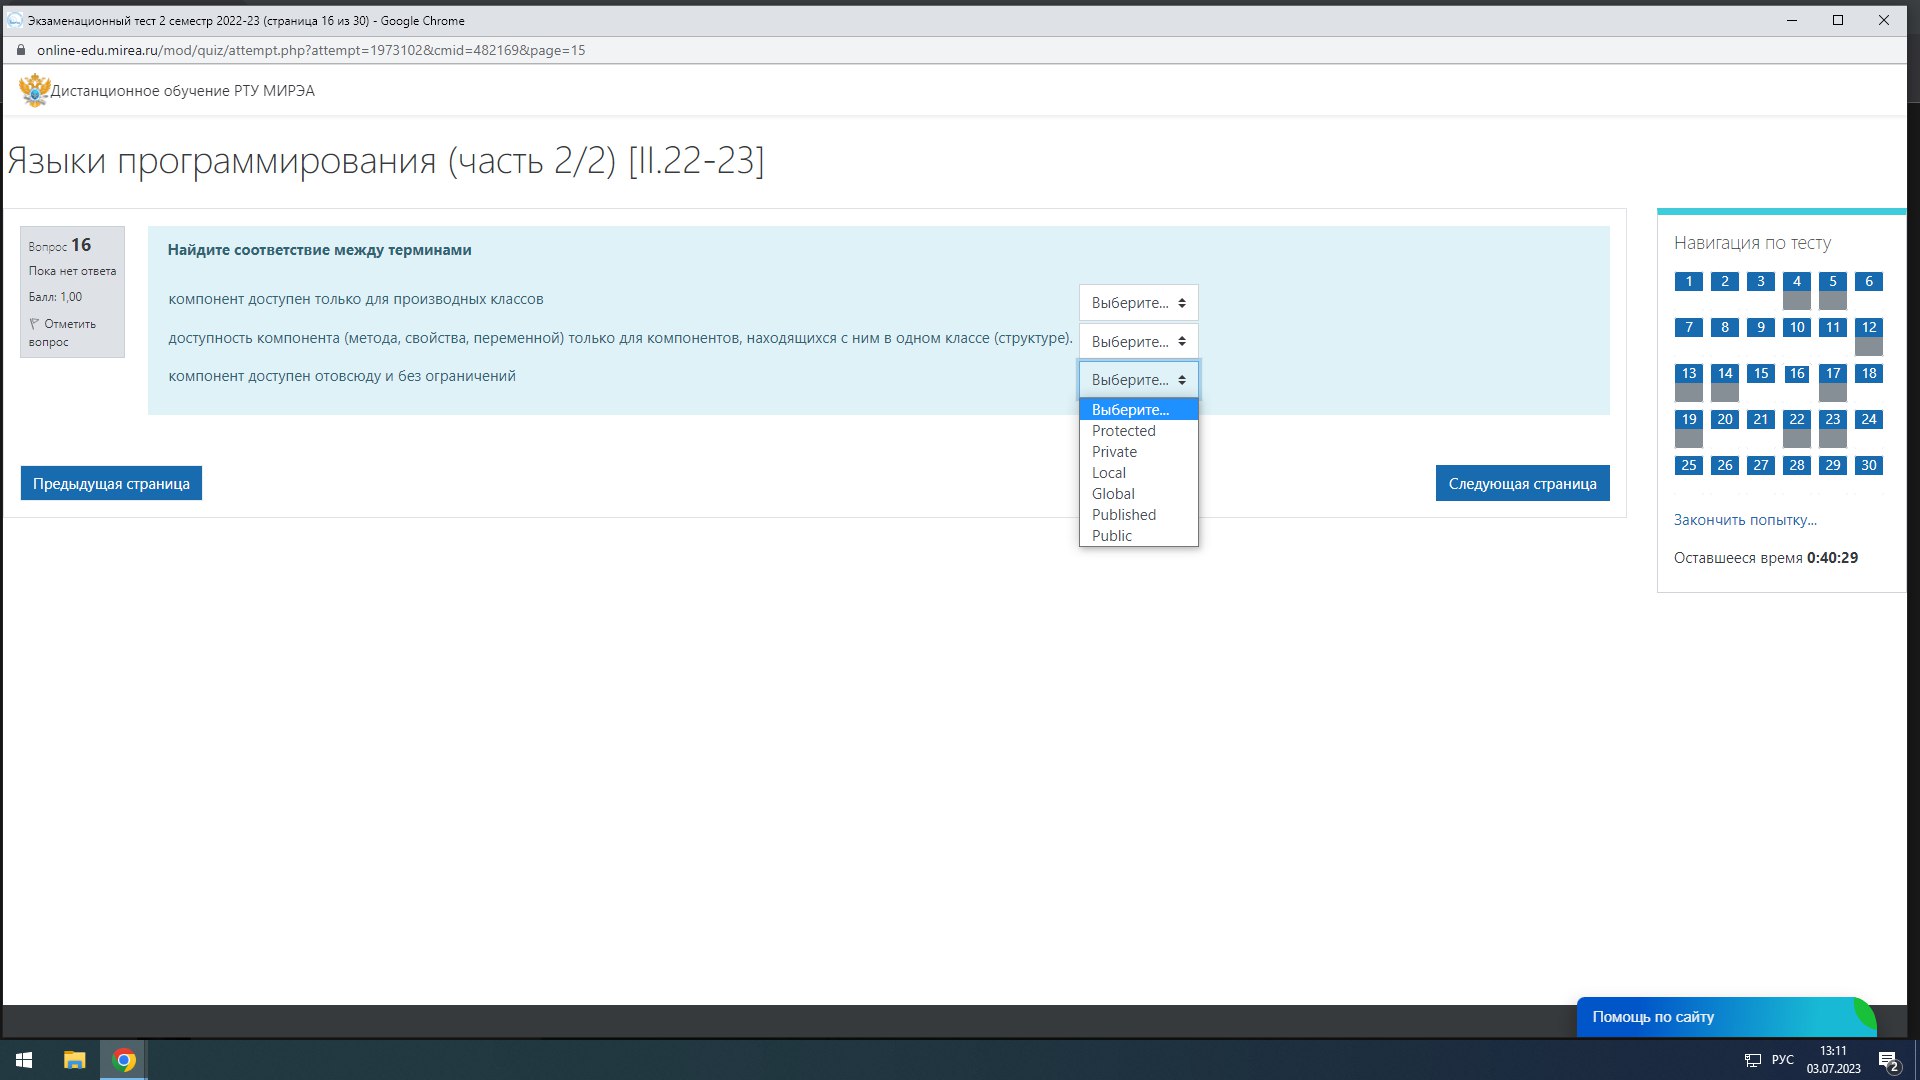 Экзаменационный тест 2 семестр 2022-23 (страница 16 из 30) - Google Chrome
online-edu.mirea.ru/mod/quiz/attempt.php?attempt=1973102&cmid=482169&page=15
Дистанционное обучение РТУ МИРЭА
Языки программирования (часть 2/2) [II.22-23]
Вопрос 16
Пока нет ответа
Балл: 1,00
Отметить
вопрос
Найдите соответствие между терминами
компонент доступен только для производных классов
Выберите...
доступность компонента (метода, свойства, переменной) только для компонентов, находящихся с ним в одном классе (структуре).
Выберите...
компонент доступен отовсюду и без ограничений
Выберите...
Выберите...
Protected
Private
Local
Global
Published
Public
Предыдущая страница
Следующая страница
Навигация по тесту
1 2 3 4 5 6
7 8 9 10 11 12
13 14 15 16 17 18
19 20 21 22 23 24
25 26 27 28 29 30
Закончить попытку...
Оставшееся время 0:40:29
Помощь по сайту
РУС
13:11
03.07.2023
2